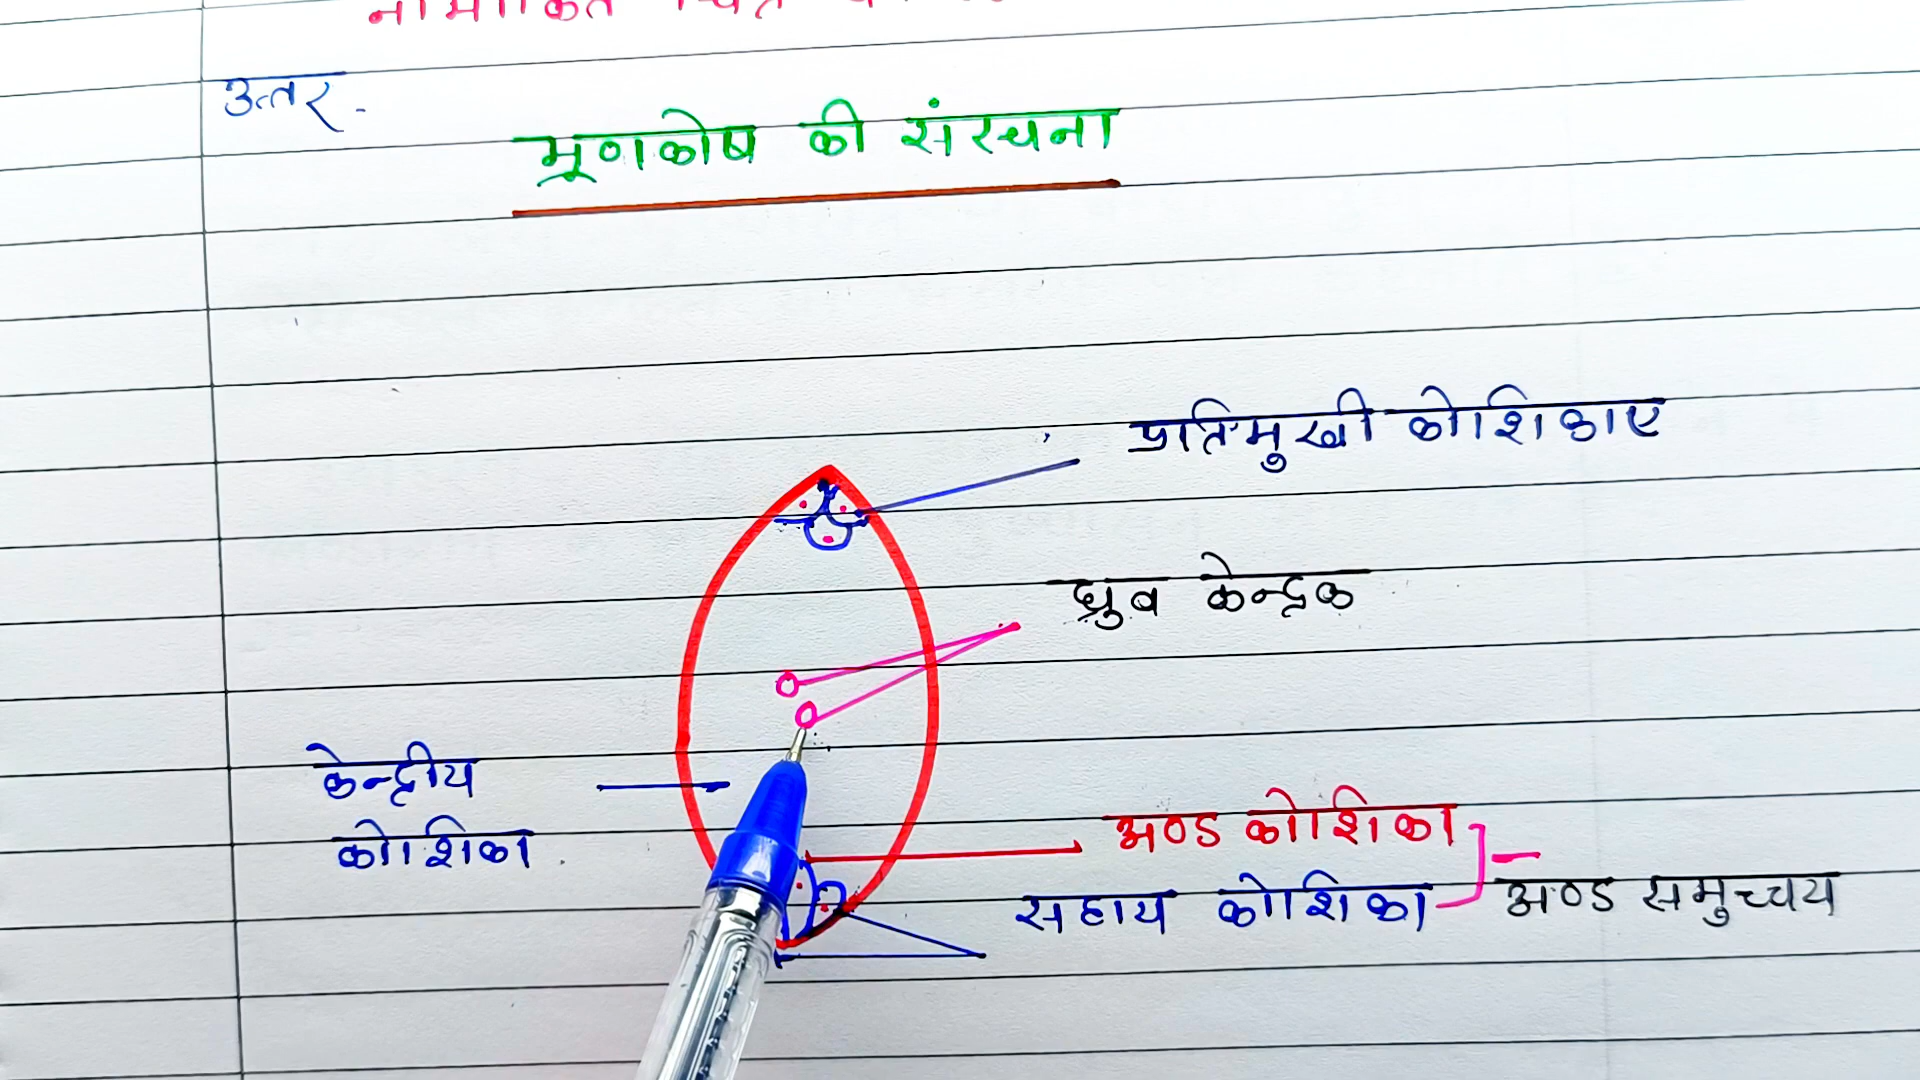 नामांकित चित्र
उत्तर -
भ्रूणकोष की संरचना
प्रतिमुखी कोशिकाए
ध्रुव केन्द्रक
केन्द्रीय
कोशिका
अण्ड कोशिका
सहाय कोशिका
अण्ड समुच्चय